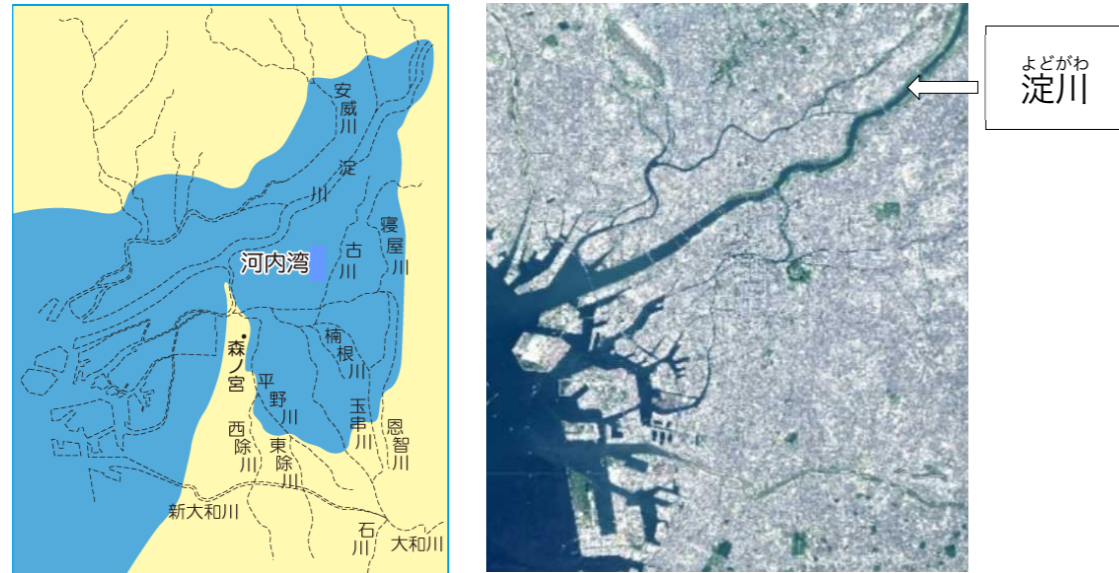 安威川
淀川
寝屋川
古川
河内湾
楠根川
森ノ宮
平野川
玉串川
恩智川
西除川
東除川
新大和川
石川
大和川
よどがわ
淀川